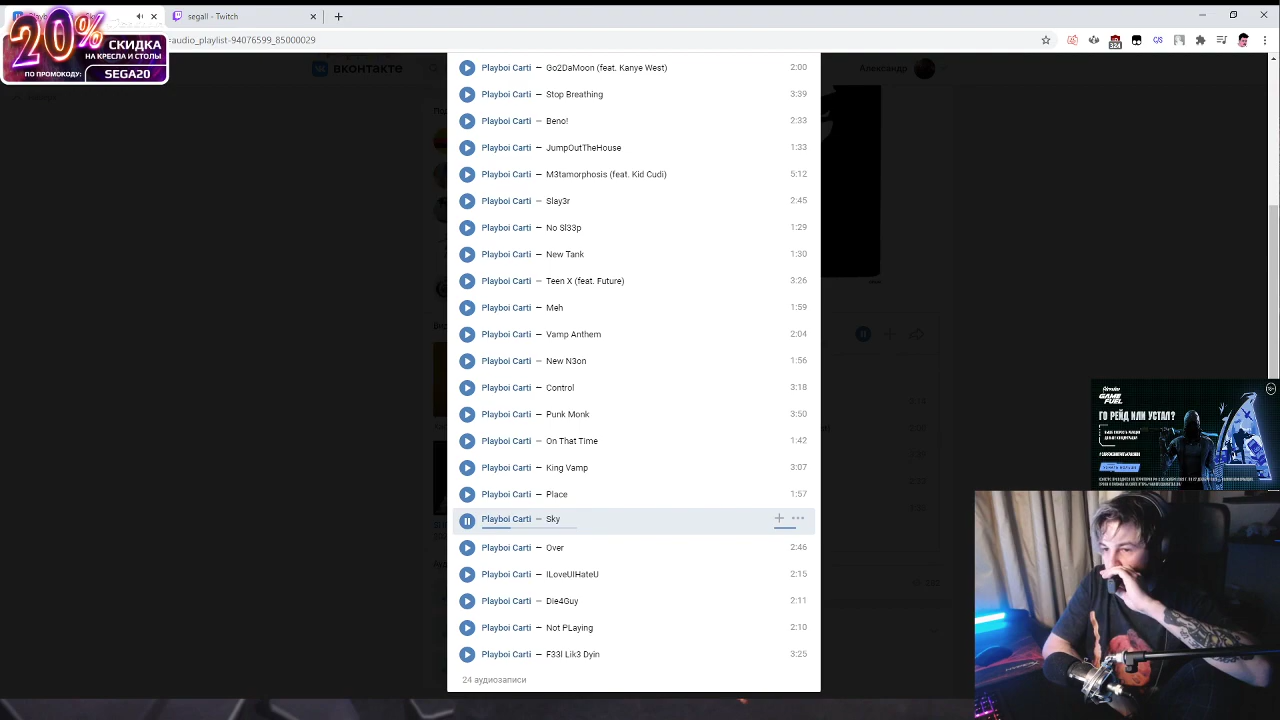 segall - Twitch
20%
СКИДКА
НА КРЕСЛА И СТОЛЫ
ПО ПРОМОКОДУ:
SEGA20
=audio_playlist-94076599_85000029
324
вконтакте
Александр
Playboi Carti — Go2DaMoon (feat. Kanye West) 2:00
Playboi Carti — Stop Breathing 3:39
Playboi Carti — Beno! 2:33
Playboi Carti — JumpOutTheHouse 1:33
Playboi Carti — M3tamorphosis (feat. Kid Cudi) 5:12
Playboi Carti — Slay3r 2:45
Playboi Carti — No Sl33p 1:29
Playboi Carti — New Tank 1:30
Playboi Carti — Teen X (feat. Future) 3:26
Playboi Carti — Meh 1:59
Playboi Carti — Vamp Anthem 2:04
Playboi Carti — New N3on 1:56
Playboi Carti — Control 3:18
Playboi Carti — Punk Monk 3:50
Playboi Carti — On That Time 1:42
Playboi Carti — King Vamp 3:07
Playboi Carti — Place 1:57
Playboi Carti — Sky
Playboi Carti — Over 2:46
Playboi Carti — ILoveUIHateU 2:15
Playboi Carti — Die4Guy 2:11
Playboi Carti — Not PLaying 2:10
Playboi Carti — F33l Lik3 Dyin 3:25
24 аудиозаписи
GAME
FUEL
ГО РЕЙД ИЛИ УСТАЛ?